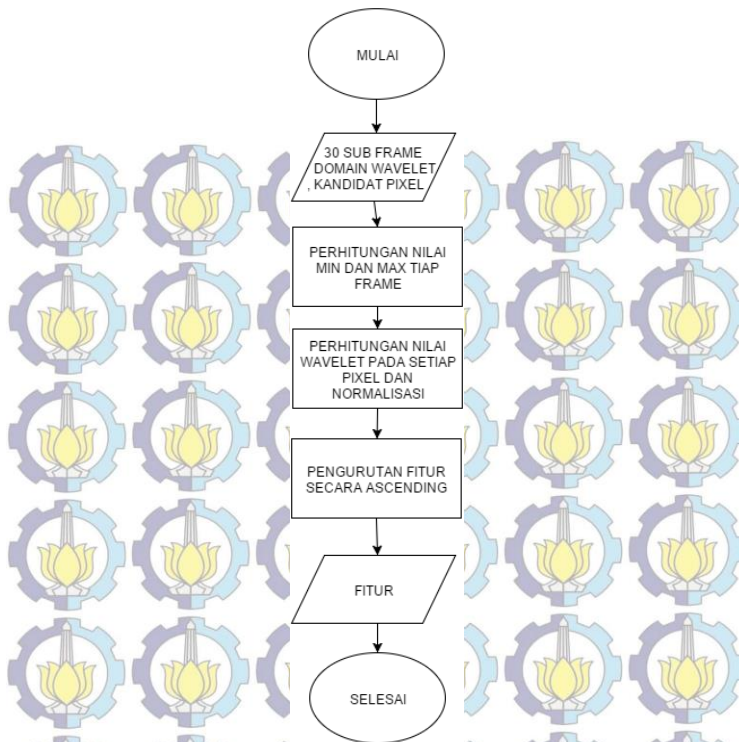 MULAI
30 SUB FRAME
DOMAIN WAVELET
, KANDIDAT PIXEL
PERHITUNGAN NILAI
MIN DAN MAX TIAP
FRAME
PERHITUNGAN NILAI
WAVELET PADA SETIAP
PIXEL DAN
NORMALISASI
PENGURUTAN FITUR
SECARA ASCENDING
FITUR
SELESAI